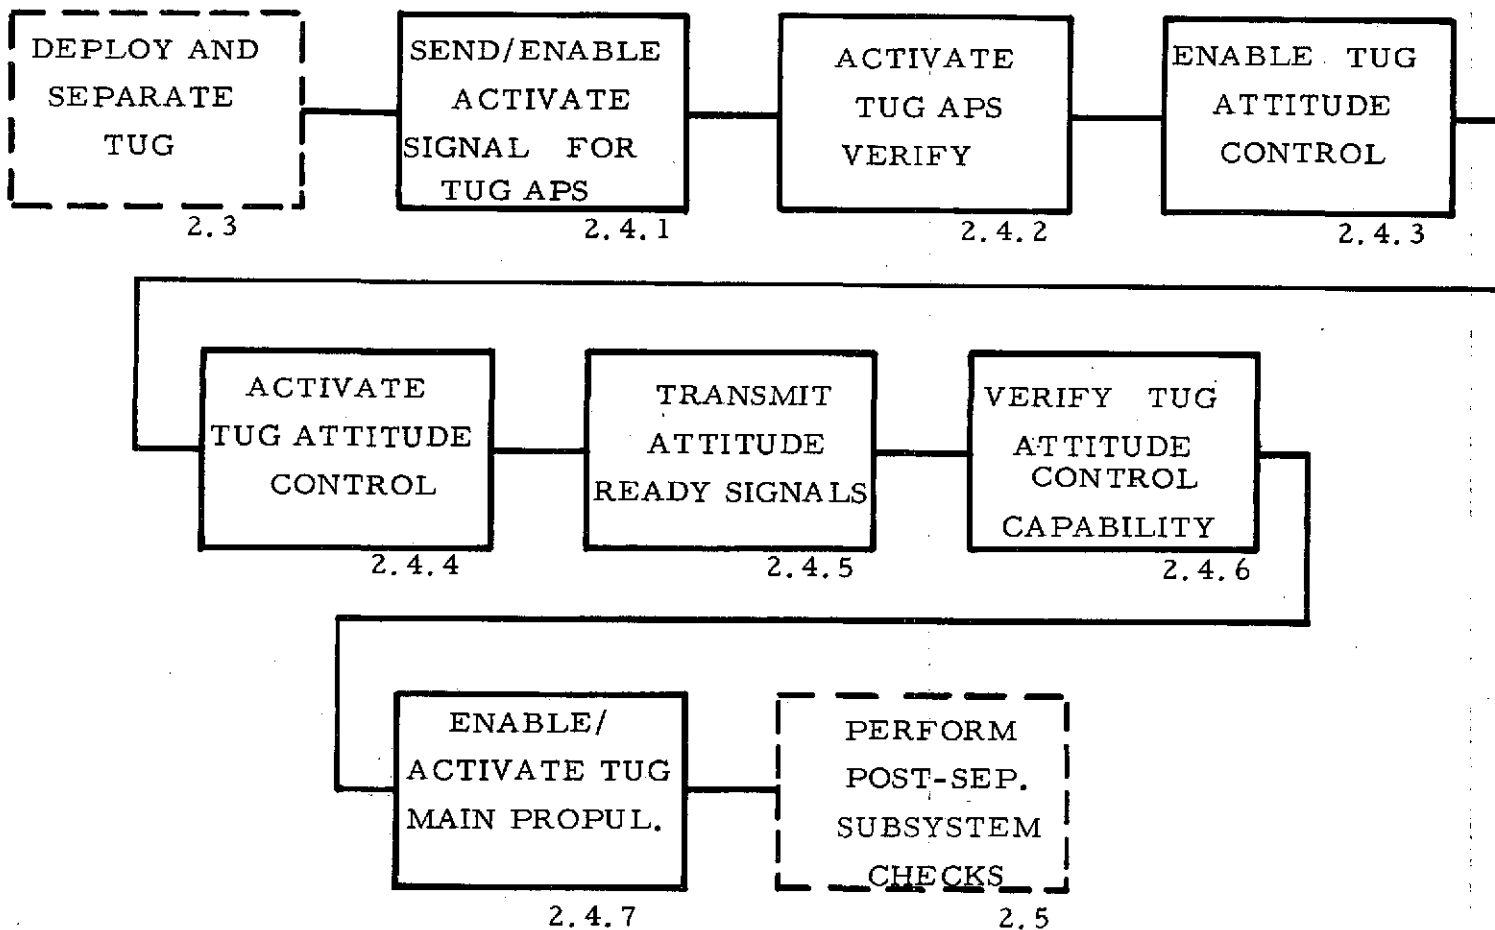 DEPLOY AND
SEPARATE
TUG
2.3
SEND/ENABLE
ACTIVATE
SIGNAL FOR
TUG APS
2.4.1
ACTIVATE
TUG APS
VERIFY
2.4.2
ENABLE TUG
ATTITUDE
CONTROL
2.4.3
ACTIVATE
TUG ATTITUDE
CONTROL
2.4.4
TRANSMIT
ATTITUDE
READY SIGNALS
2.4.5
VERIFY TUG
ATTITUDE
CONTROL
CAPABILITY
2.4.6
ENABLE/
ACTIVATE TUG
MAIN PROPUL.
2.4.7
PERFORM
POST-SEP.
SUBSYSTEM
CHECKS
2.5